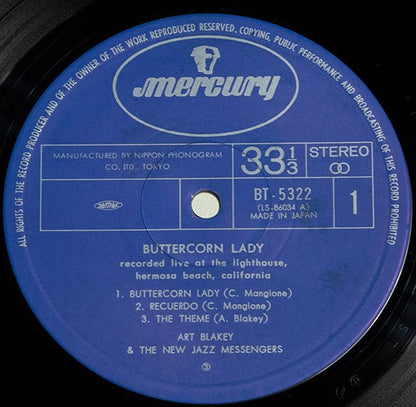 ALL RIGHTS OF THE RECORD PRODUCER AND OF THE OWNER OF THE WORK REPRODUCED RESERVED, COPYING, PUBLIC PERFORMANCE AND BROADCASTING OF THIS RECORD PROHIBITED
mercury
MANUFACTURED BY NIPPON PHONOGRAM
CO. LTD., TOKYO
33 1/3
STEREO
BT-5322
(LS-86034 A)
MADE IN JAPAN
1
BUTTERCORN LADY
recorded live at the lighthouse,
hermosa beach, california
1. BUTTERCORN LADY (C. Mangione)
2. RECUERDO (C. Mangione)
3. THE THEME (A. Blakey)
ART BLAKEY
& THE NEW JAZZ MESSENGERS
③